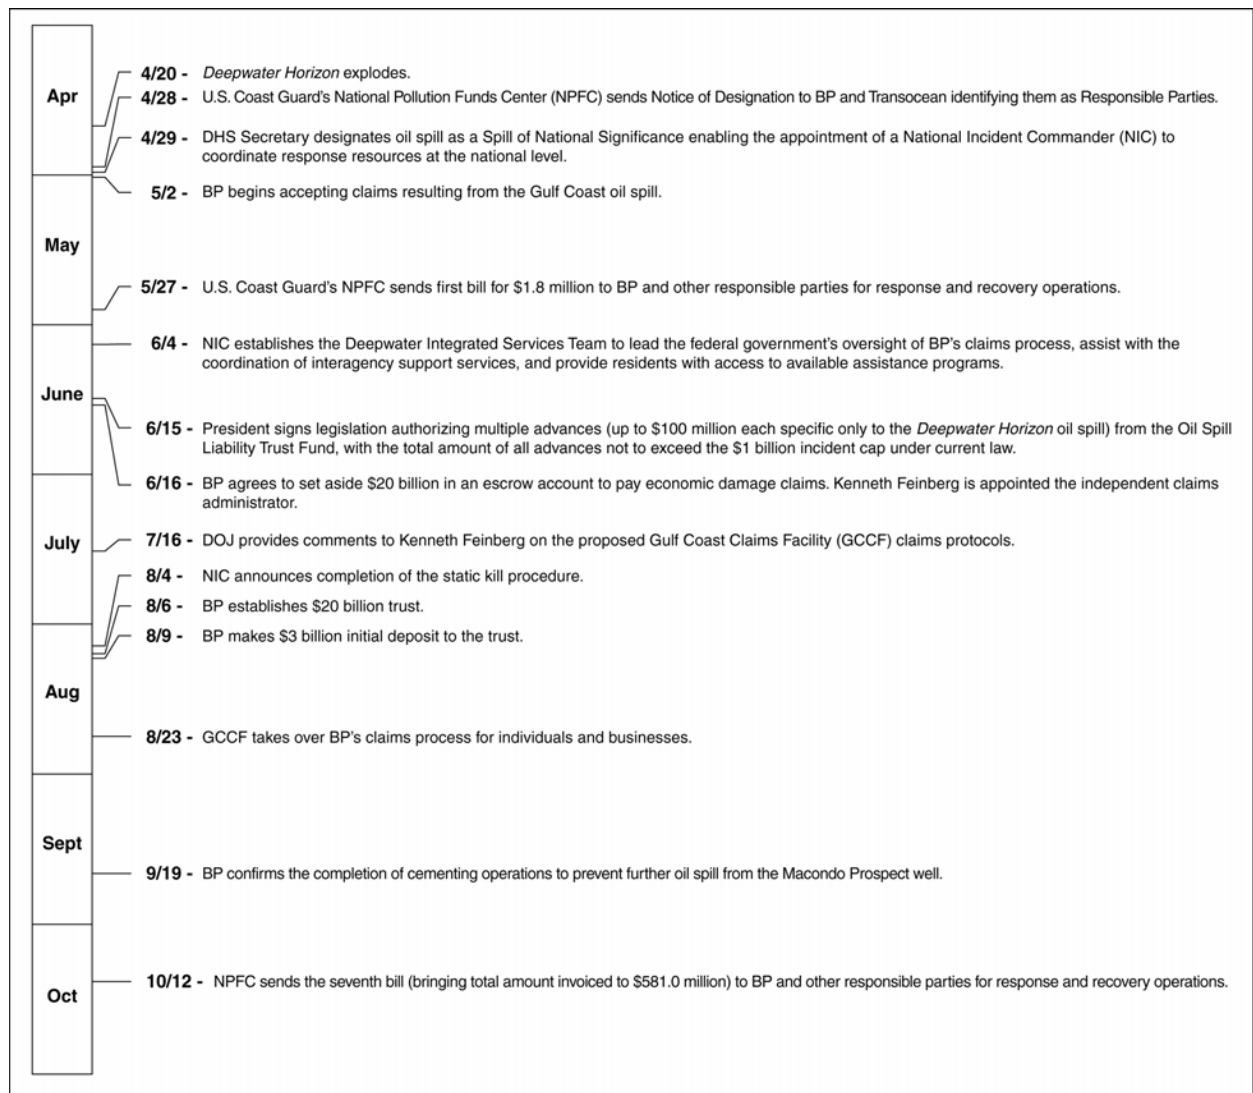 Apr
4/20 - Deepwater Horizon explodes.
4/28 - U.S. Coast Guard's National Pollution Funds Center (NPFC) sends Notice of Designation to BP and Transocean identifying them as Responsible Parties.
4/29 - DHS Secretary designates oil spill as a Spill of National Significance enabling the appointment of a National Incident Commander (NIC) to
coordinate response resources at the national level.
5/2 - BP begins accepting claims resulting from the Gulf Coast oil spill.
May
5/27 - U.S. Coast Guard's NPFC sends first bill for $1.8 million to BP and other responsible parties for response and recovery operations.
6/4 - NIC establishes the Deepwater Integrated Services Team to lead the federal government's oversight of BP's claims process, assist with the
coordination of interagency support services, and provide residents with access to available assistance programs.
June
6/15 - President signs legislation authorizing multiple advances (up to $100 million each specific only to the Deepwater Horizon oil spill) from the Oil Spill
Liability Trust Fund, with the total amount of all advances not to exceed the $1 billion incident cap under current law.
6/16 - BP agrees to set aside $20 billion in an escrow account to pay economic damage claims. Kenneth Feinberg is appointed the independent claims
administrator.
July
7/16 - DOJ provides comments to Kenneth Feinberg on the proposed Gulf Coast Claims Facility (GCCF) claims protocols.
8/4 - NIC announces completion of the static kill procedure.
8/6 - BP establishes $20 billion trust.
8/9 - BP makes $3 billion initial deposit to the trust.
Aug
8/23 - GCCF takes over BP's claims process for individuals and businesses.
Sept
9/19 - BP confirms the completion of cementing operations to prevent further oil spill from the Macondo Prospect well.
10/12 - NPFC sends the seventh bill (bringing total amount invoiced to $581.0 million) to BP and other responsible parties for response and recovery operations.
Oct